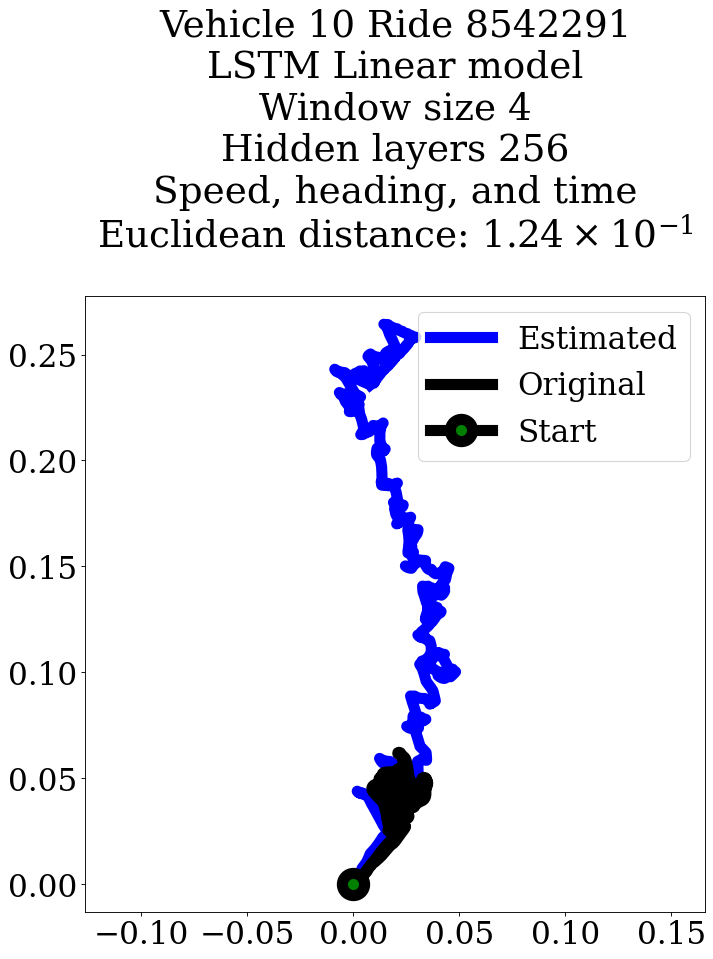 Vehicle 10 Ride 8542291
LSTM Linear model
Window size 4
Hidden layers 256
Speed, heading, and time
Euclidean distance: 1.24 × 10⁻¹
Estimated
Original
Start
0.25
0.20
0.15
0.10
0.05
0.00
−0.10 −0.05 0.00 0.05 0.10 0.15